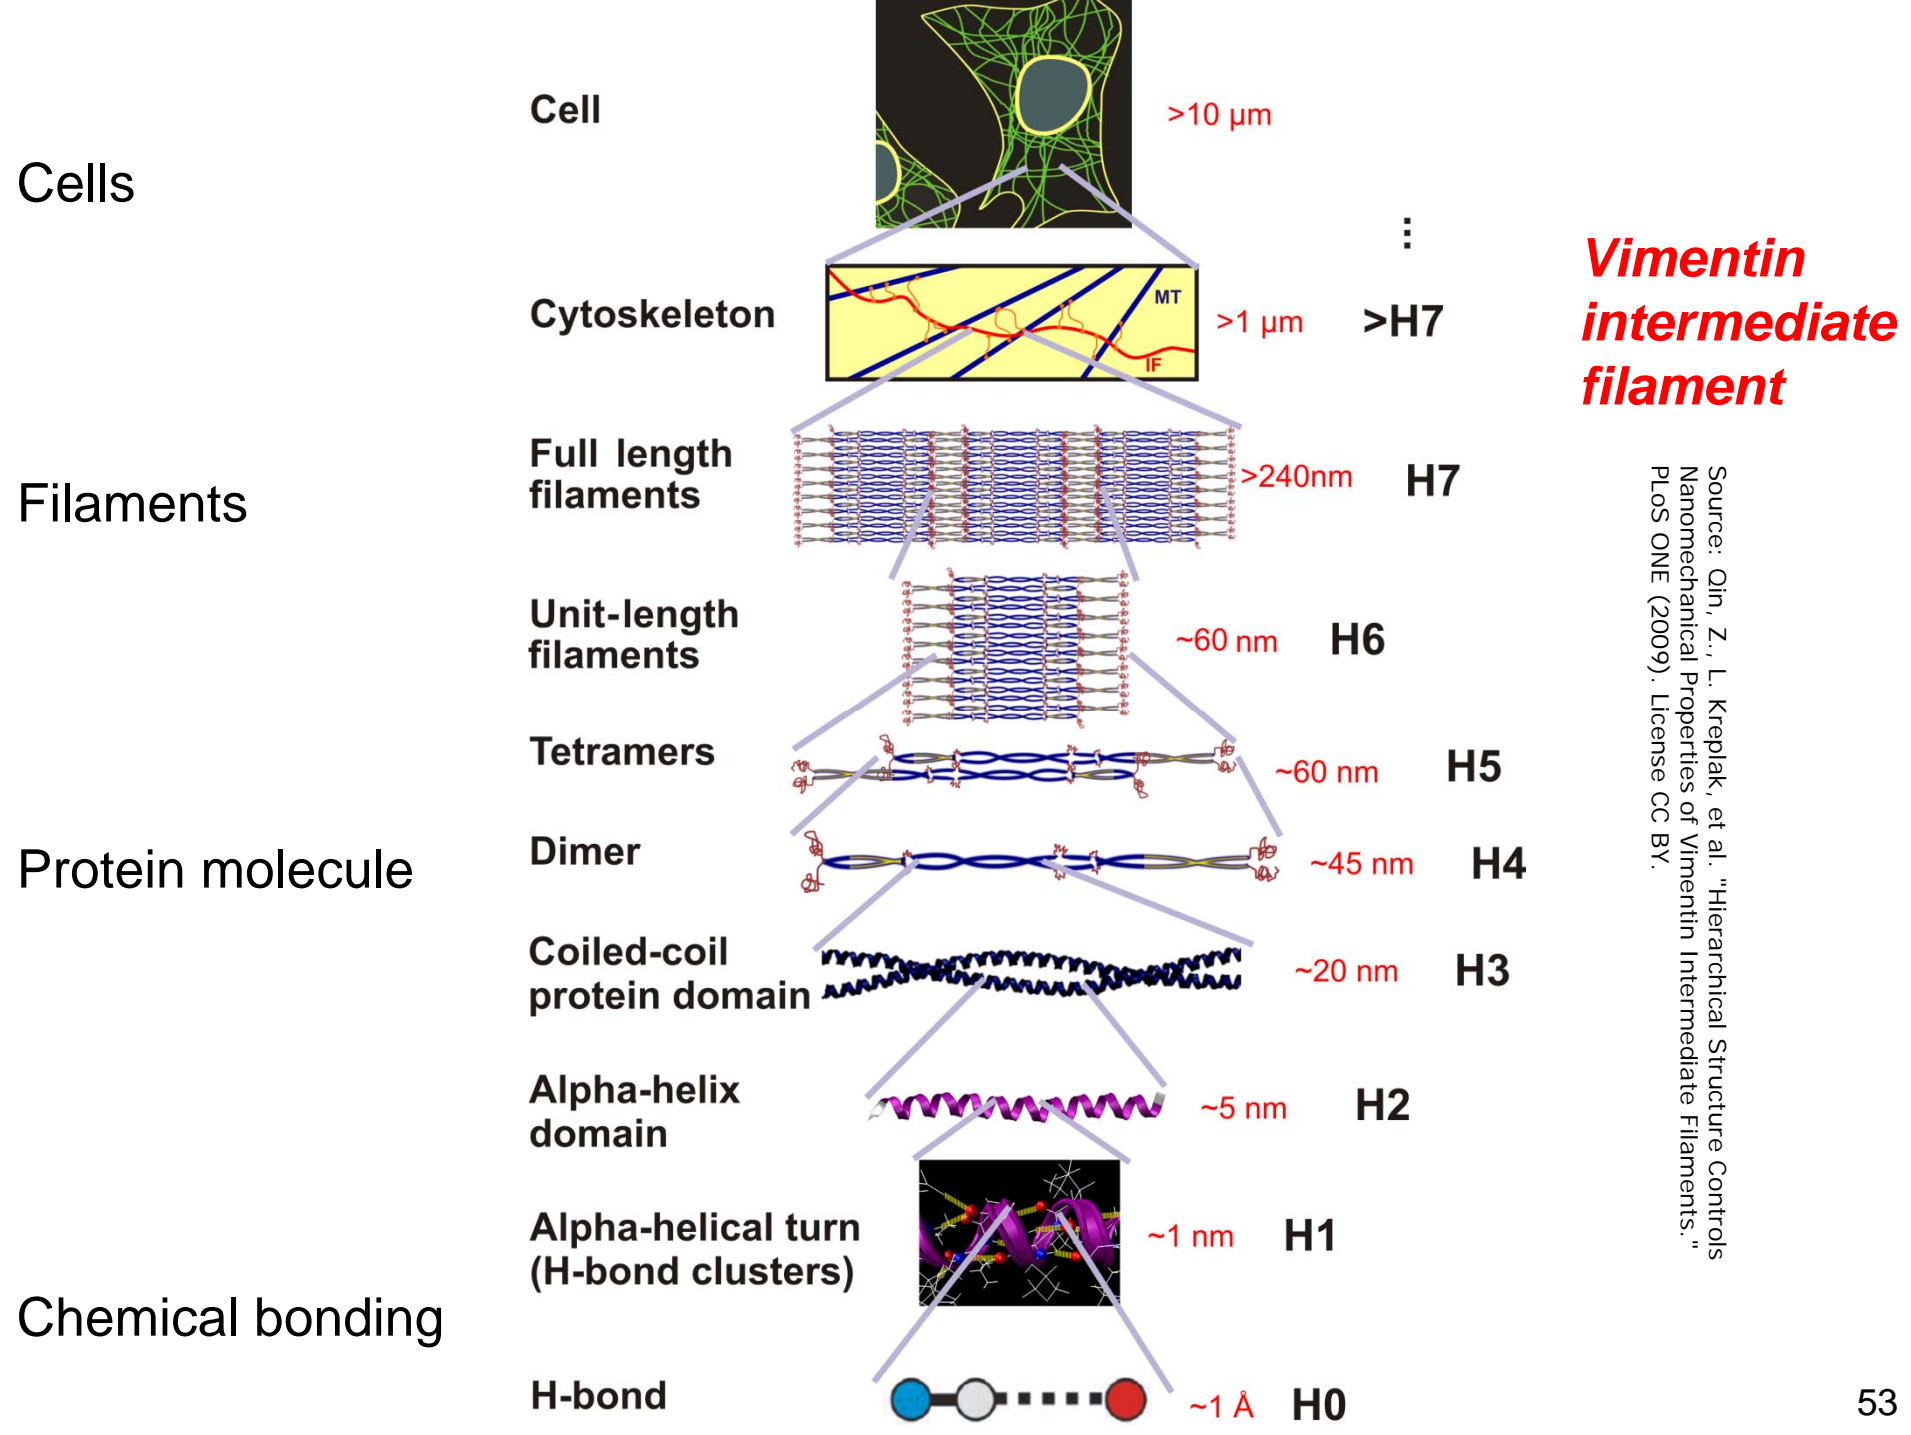 Cell
>10 µm
Cells
⋮
Vimentin
intermediate
filament
Cytoskeleton
MT
IF
>1 µm
>H7
Full length
filaments
>240nm
H7
Filaments
Unit-length
filaments
~60 nm
H6
Tetramers
~60 nm
H5
Protein molecule
Dimer
~45 nm
H4
Coiled-coil
protein domain
~20 nm
H3
Alpha-helix
domain
~5 nm
H2
Alpha-helical turn
(H-bond clusters)
~1 nm
H1
Chemical bonding
H-bond
~1 Å
H0
Source: Qin, Z., L. Kreplak, et al. "Hierarchical Structure Controls
Nanomechanical Properties of Vimentin Intermediate Filaments."
PLoS ONE (2009). License CC BY.
53